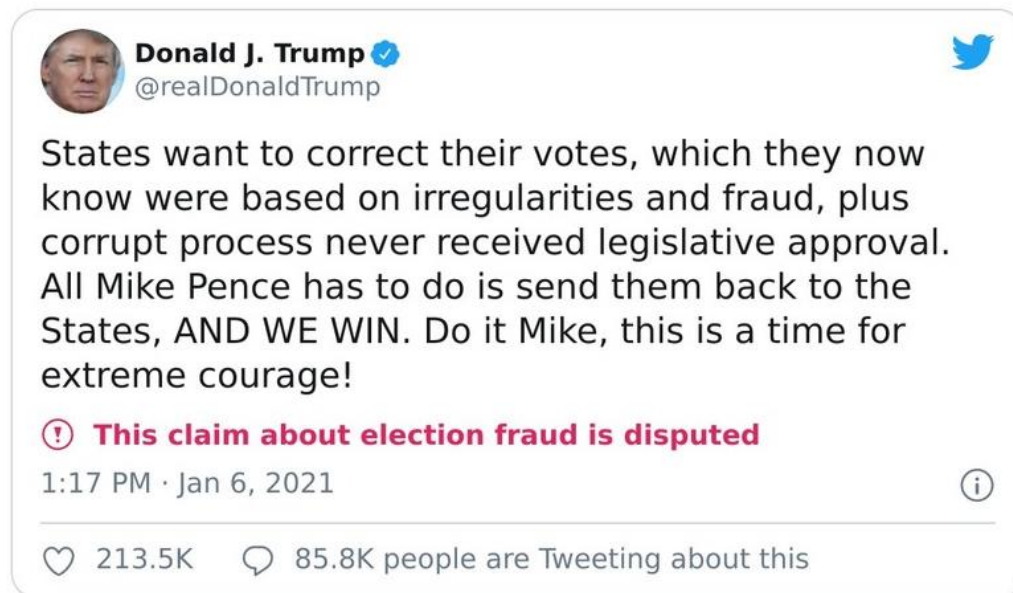 Donald J. Trump
@realDonaldTrump
States want to correct their votes, which they now
know were based on irregularities and fraud, plus
corrupt process never received legislative approval.
All Mike Pence has to do is send them back to the
States, AND WE WIN. Do it Mike, this is a time for
extreme courage!
This claim about election fraud is disputed
1:17 PM · Jan 6, 2021
213.5K 85.8K people are Tweeting about this